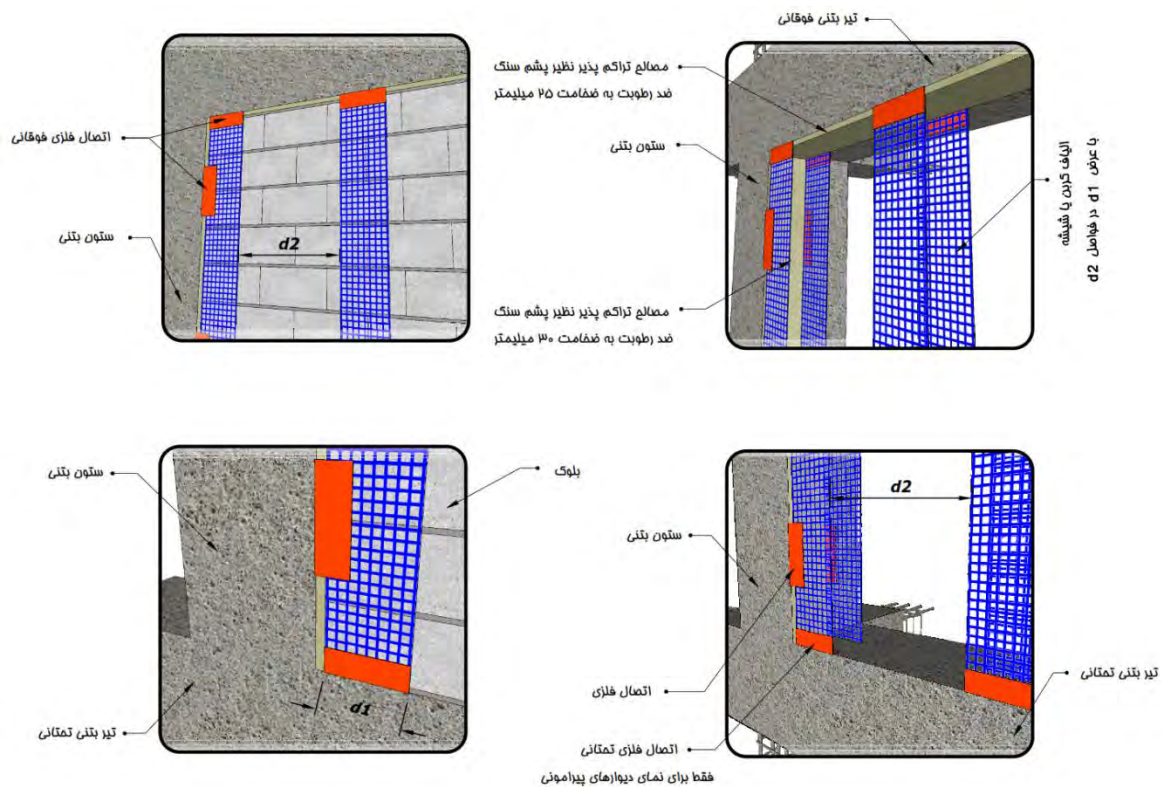 تیر بتنی فوقانی
مصالح تراکم پذیر نظیر پشم سنگ
ضد رطوبت به ضخامت ۲۵ میلیمتر
ستون بتنی
الیاف کربن یا شیشه
با عرض d1 در فواصل d2
مصالح تراکم پذیر نظیر پشم سنگ
ضد رطوبت به ضخامت ۳۰ میلیمتر
اتصال فلزی فوقانی
ستون بتنی
d2
d2
ستون بتنی
اتصال فلزی
تیر بتنی تحتانی
اتصال فلزی تحتانی
فقط برای نمای دیوارهای پیرامونی
بلوک
ستون بتنی
تیر بتنی تحتانی
d1